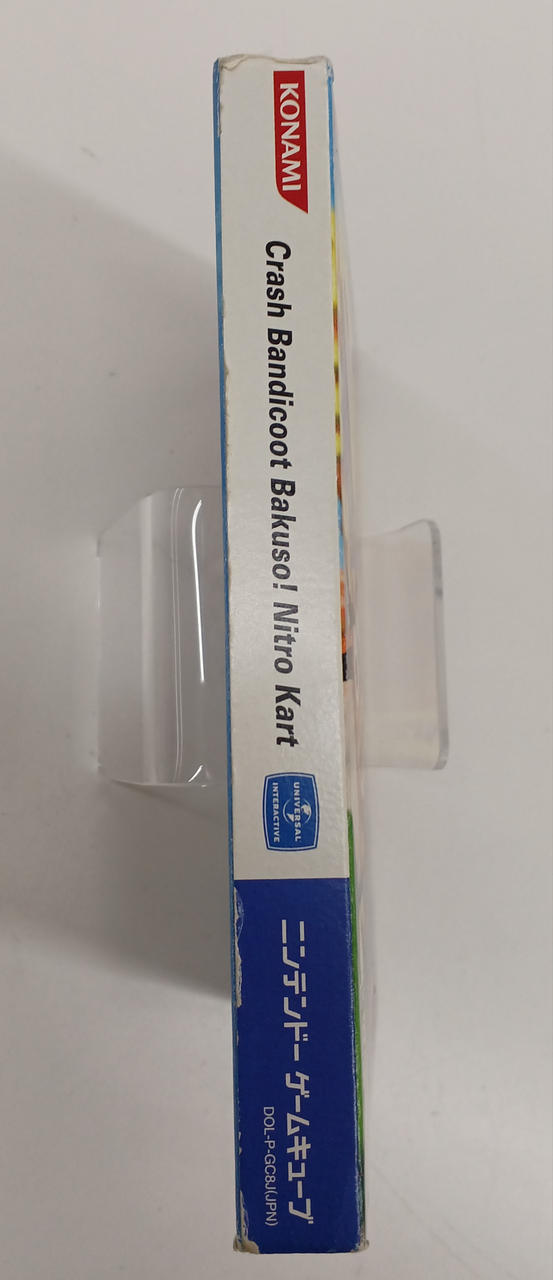 KONAMI
Crash Bandicoot Bakuso! Nitro Kart
UNIVERSAL
INTERACTIVE
ニンテンドー ゲームキューブ
DOL-P-GC8J(JPN)